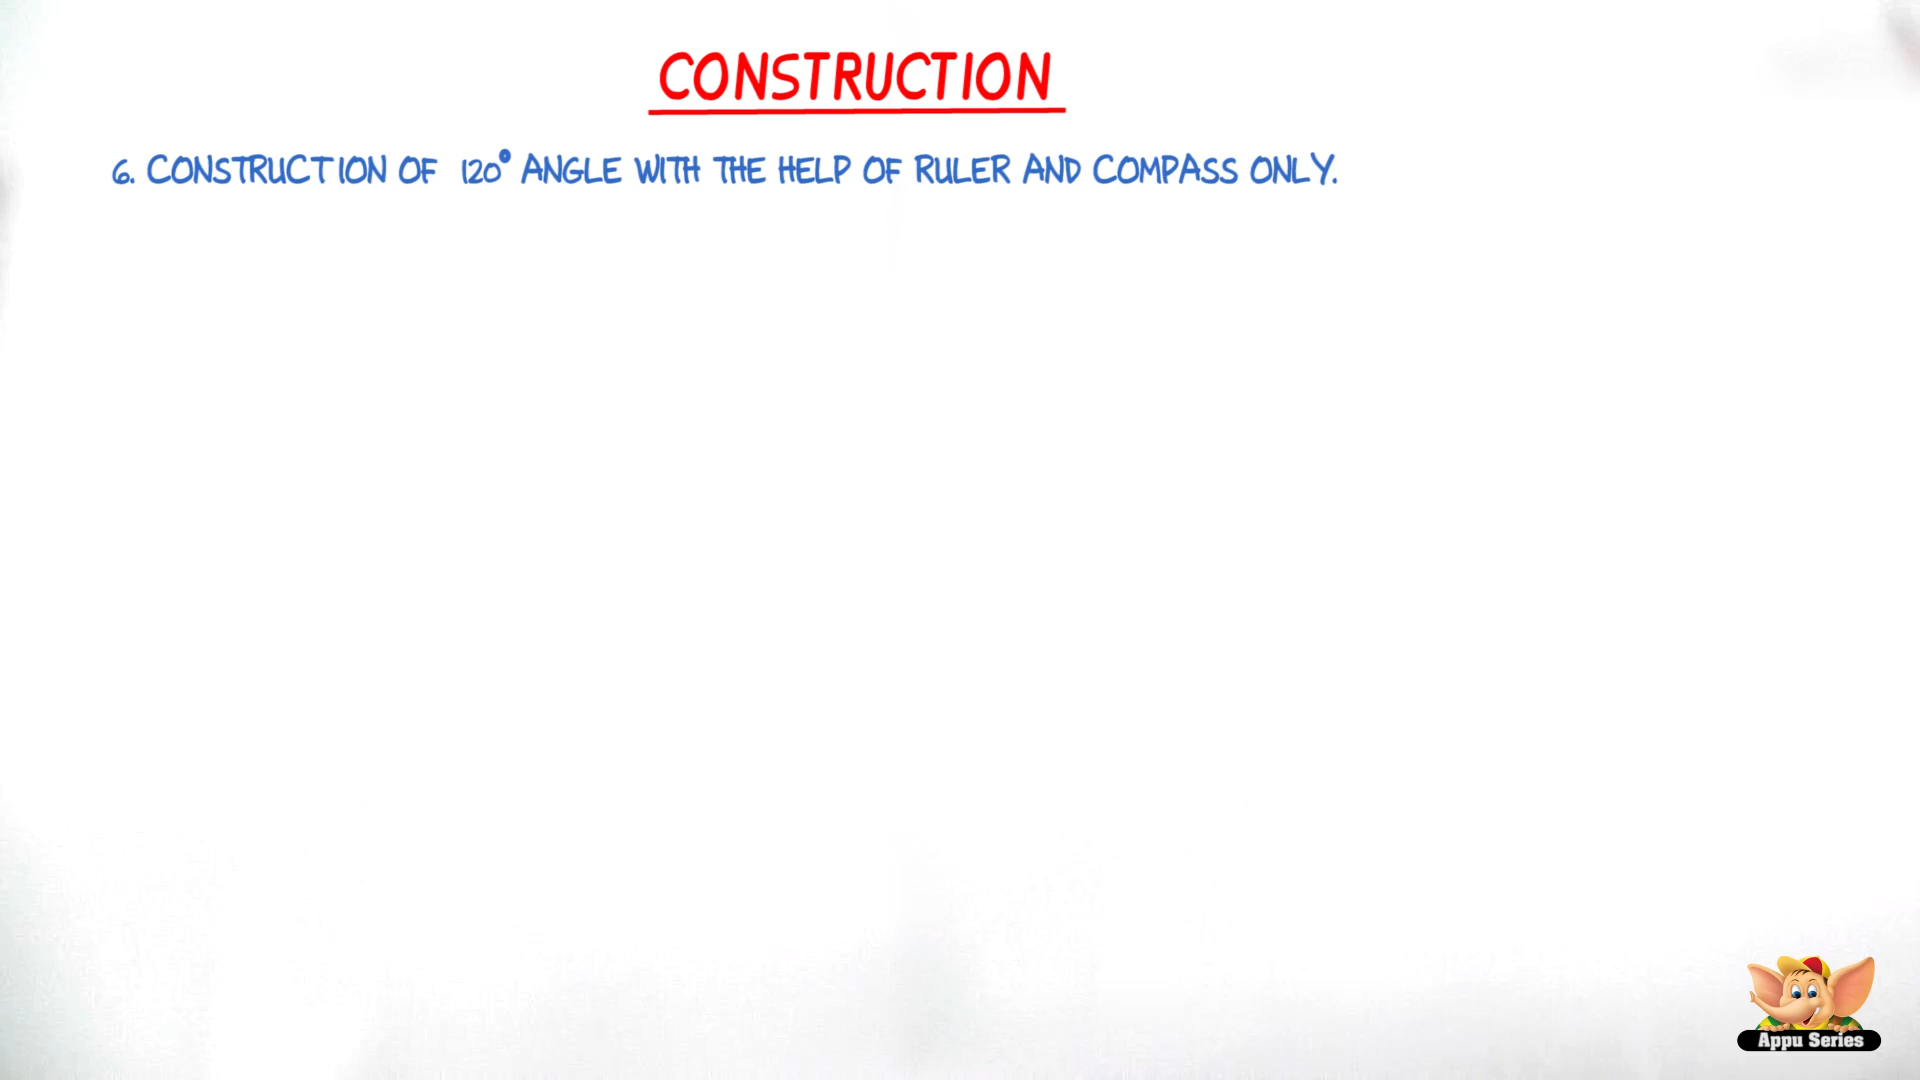 CONSTRUCTION
6. CONSTRUCTION OF 120° ANGLE WITH THE HELP OF RULER AND COMPASS ONLY.
Appu Series